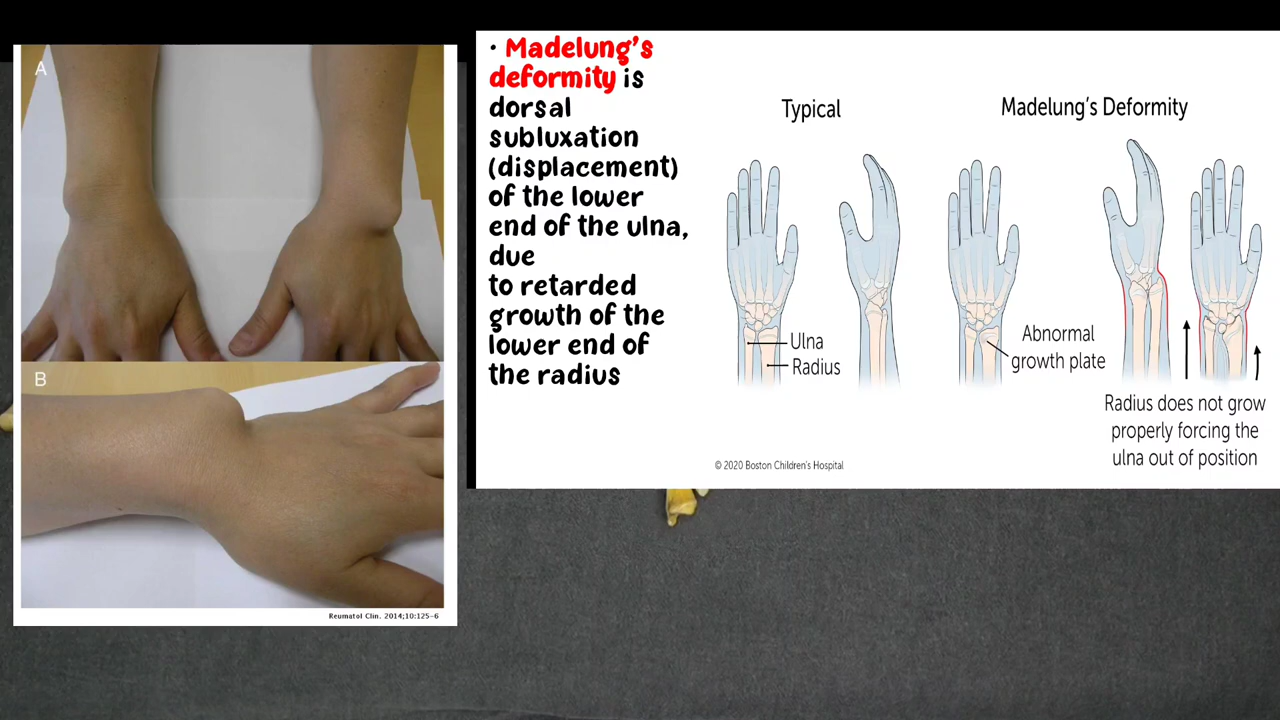 A
B
Reumatol Clin. 2014;10:125-6
· Madelung's
deformity is
dorsal
subluxation
(displacement)
of the lower
end of the ulna,
due
to retarded
growth of the
lower end of
the radius
Typical
Madelung's Deformity
Ulna
Radius
Abnormal
growth plate
Radius does not grow
properly forcing the
ulna out of position
© 2020 Boston Children's Hospital